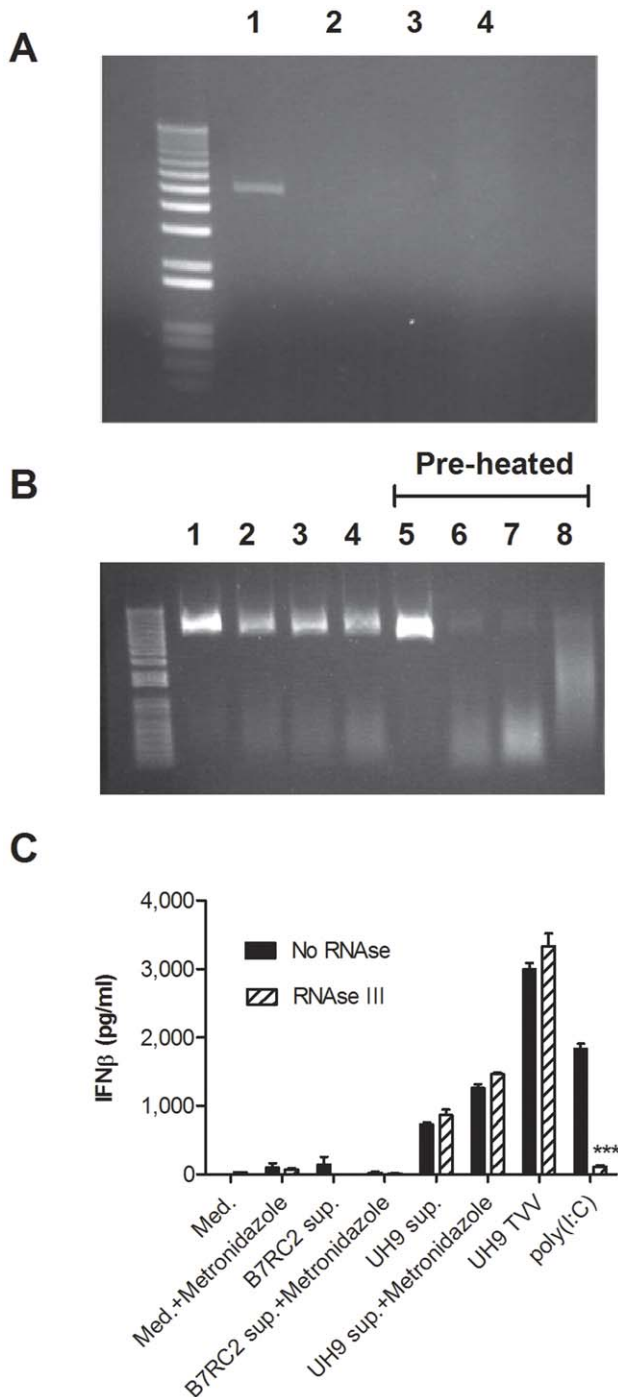 A
1 2 3 4
B
Pre-heated
1 2 3 4 5 6 7 8
C
4,000
3,000
2,000
1,000
0
IFNβ (pg/ml)
No RNAse
RNAse III
***
Med.
Med.+Metronidazole
B7RC2 sup.
B7RC2 sup.+Metronidazole
UH9 sup.
UH9 sup.+Metronidazole
UH9 TVV
poly(I:C)